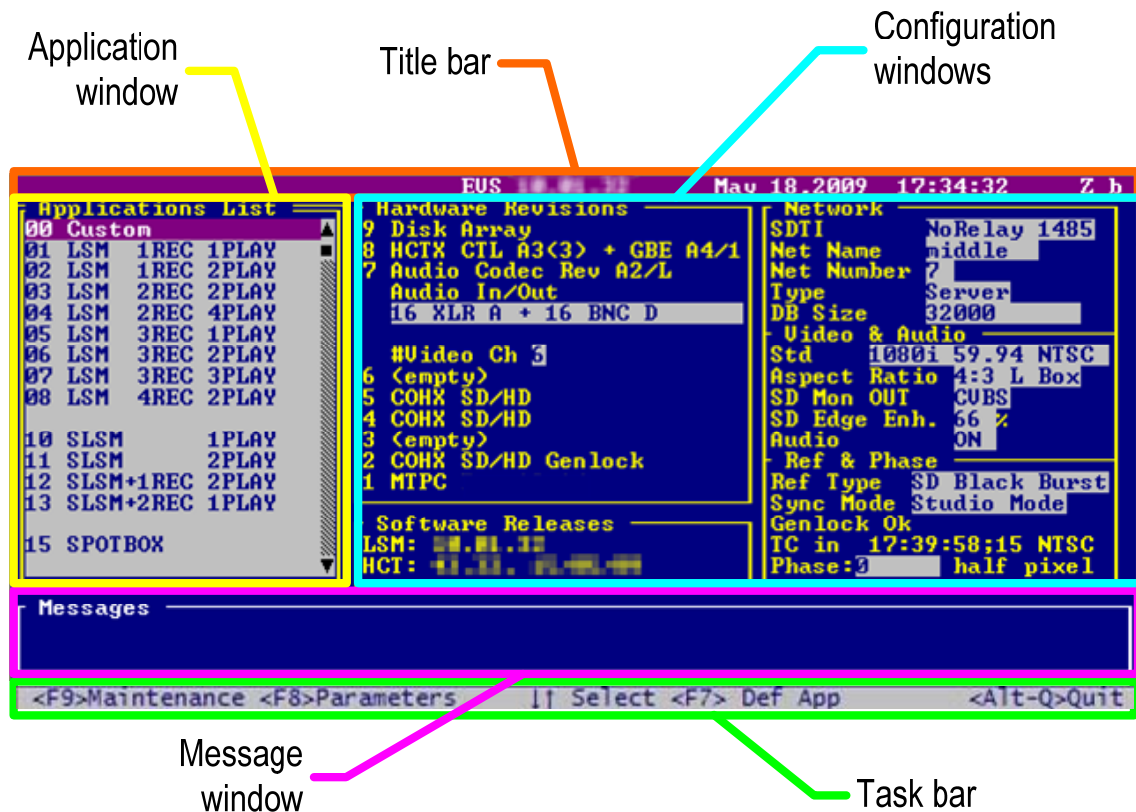 Application
window
Title bar
Configuration
windows
EVS May 18,2009 17:34:32 Z b
Applications List
00 Custom
01 LSM 1REC 1PLAY
02 LSM 1REC 2PLAY
03 LSM 2REC 2PLAY
04 LSM 2REC 4PLAY
05 LSM 3REC 1PLAY
06 LSM 3REC 2PLAY
07 LSM 3REC 3PLAY
08 LSM 4REC 2PLAY
10 SLSM 1PLAY
11 SLSM 2PLAY
12 SLSM+1REC 2PLAY
13 SLSM+2REC 1PLAY
15 SPOTBOX
Hardware Revisions
9 Disk Array
8 HCTX CTL A3(3) + GBE A4/1
7 Audio Codec Rev A2/L
Audio In/Out
16 XLR A + 16 BNC D
#Video Ch 6
6 (empty)
5 COHX SD/HD
4 COHX SD/HD
3 (empty)
2 COHX SD/HD Genlock
1 MTPC
Software Releases
LSM:
HCT:
Network
SDTI NoRelay 1485
Net Name middle
Net Number 7
Type Server
DB Size 32000
Video & Audio
Std 1080i 59.94 NTSC
Aspect Ratio 4:3 L Box
SD Mon OUT CVBS
SD Edge Enh. 66 %
Audio ON
Ref & Phase
Ref Type SD Black Burst
Sync Mode Studio Mode
Genlock Ok
TC in 17:39:58;15 NTSC
Phase:0 half pixel
Messages
<F9>Maintenance <F8>Parameters ↓↑ Select <F7> Def App <Alt-Q>Quit
Message
window
Task bar